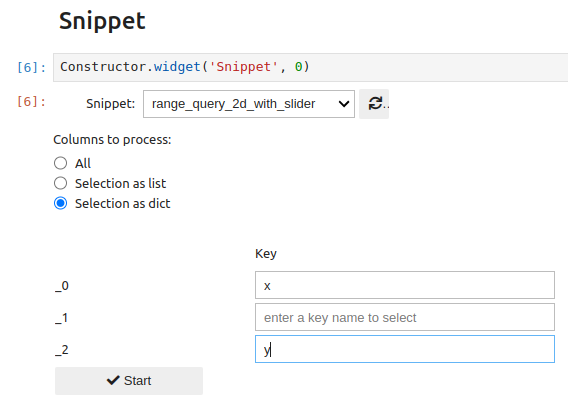 Snippet
[6]: Constructor.widget('Snippet', 0)
[6]: Snippet: range_query_2d_with_slider
Columns to process:
All
Selection as list
Selection as dict
Key
_0 x
_1 enter a key name to select
_2 y
Start